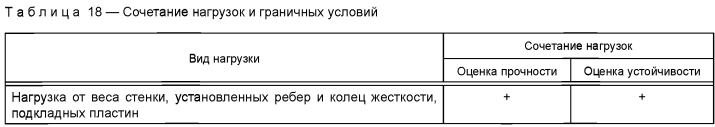 Т а б л и ц а 18 — Сочетание нагрузок и граничных условий
Вид нагрузки
Сочетание нагрузок
Оценка прочности
Оценка устойчивости
Нагрузка от веса стенки, установленных ребер и колец жесткости,
подкладных пластин
+
+